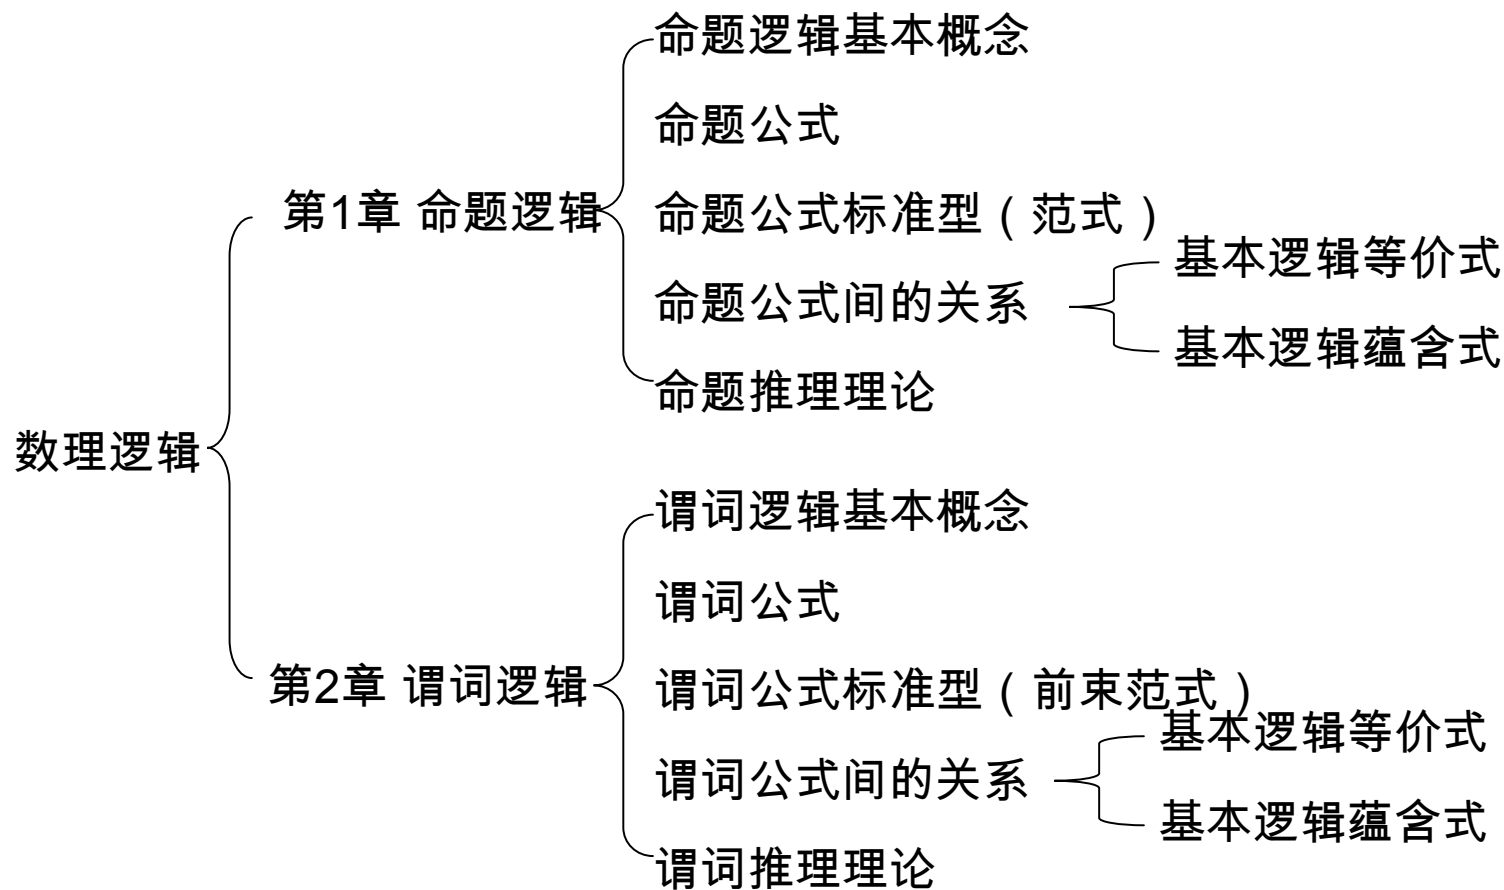 数理逻辑
第1章 命题逻辑
命题逻辑基本概念
命题公式
命题公式标准型（范式）
命题公式间的关系
基本逻辑等价式
基本逻辑蕴含式
命题推理理论
第2章 谓词逻辑
谓词逻辑基本概念
谓词公式
谓词公式标准型（前束范式）
谓词公式间的关系
基本逻辑等价式
基本逻辑蕴含式
谓词推理理论